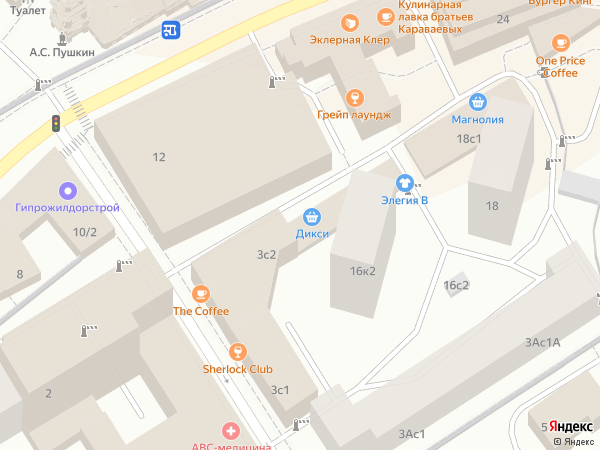 Туалет
А.С. Пушкин
Кулинарная
лавка братьев
Караваевых
Эклерная Клер
Бургер Кинг
24
One Price
Coffee
Грейп лаундж
Магнолия
18с1
12
Гипрожилдорстрой
10/2
8
Элегия В
18
Дикси
3с2
16к2
16с2
The Coffee
Sherlock Club
3Ас1А
2
3с1
АВС-медицина
3Ас1
5
Яндекс
© Яндекс